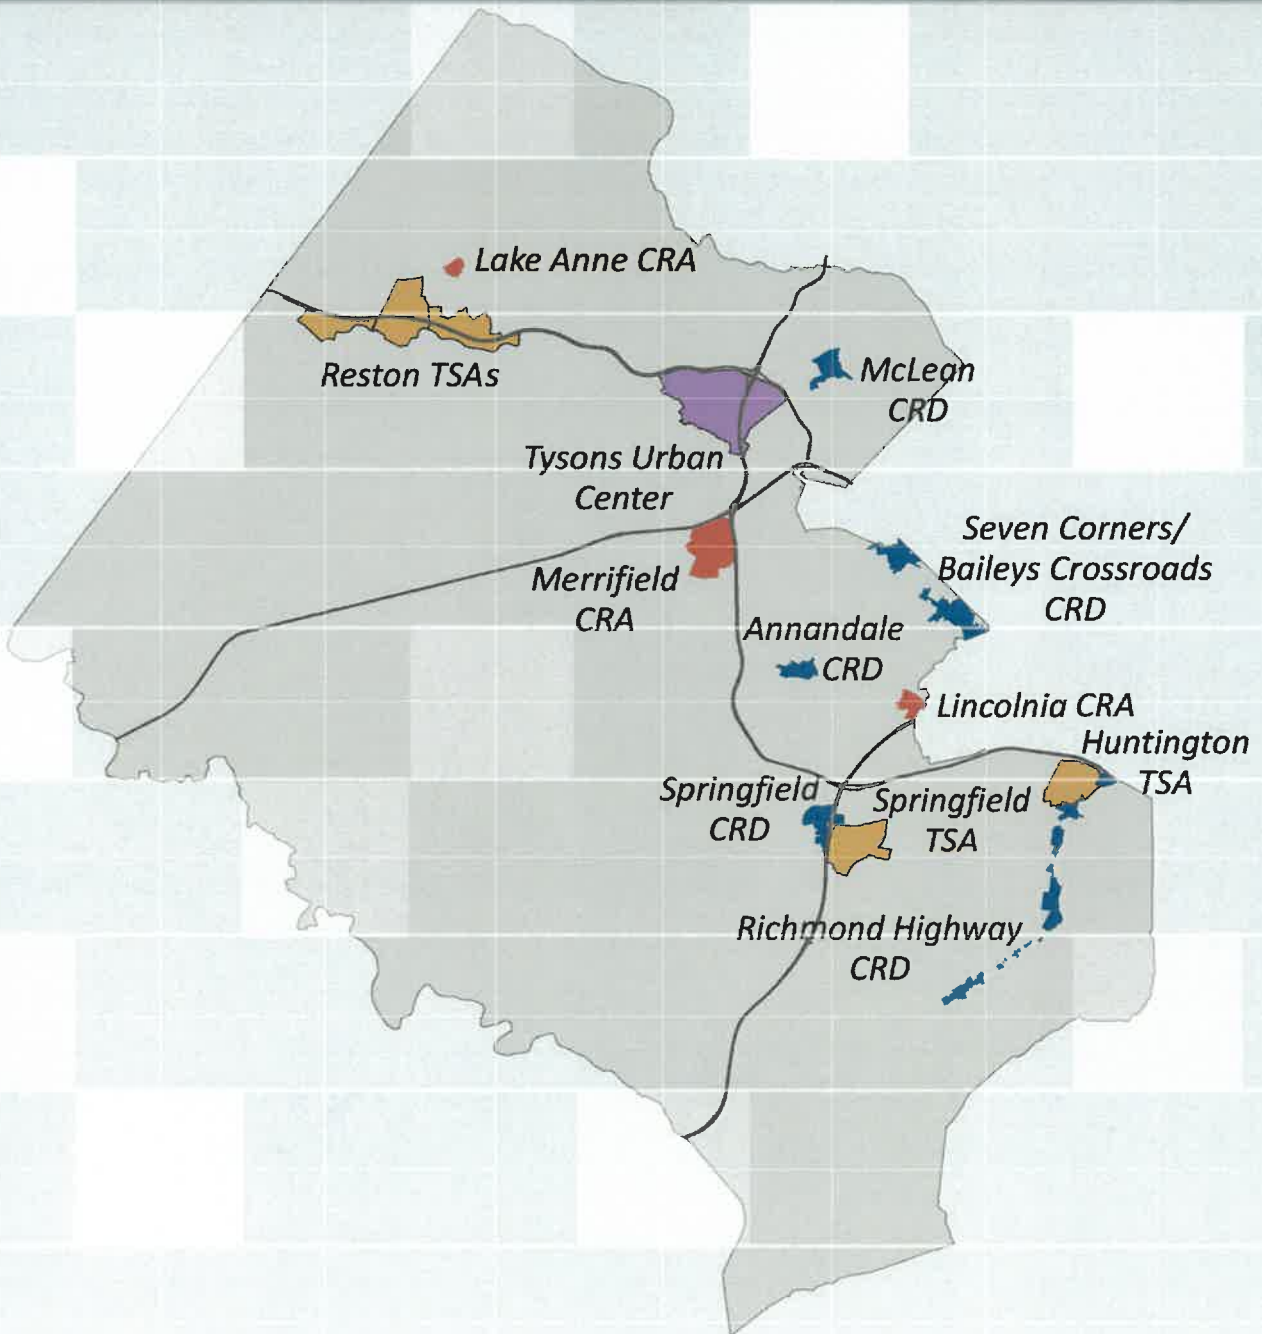 Lake Anne CRA
Reston TSAs
McLean
CRD
Tysons Urban
Center
Seven Corners/
Baileys Crossroads
CRD
Merrifield
CRA
Annandale
CRD
Lincolnia CRA
Huntington
TSA
Springfield
CRD
Springfield
TSA
Richmond Highway
CRD